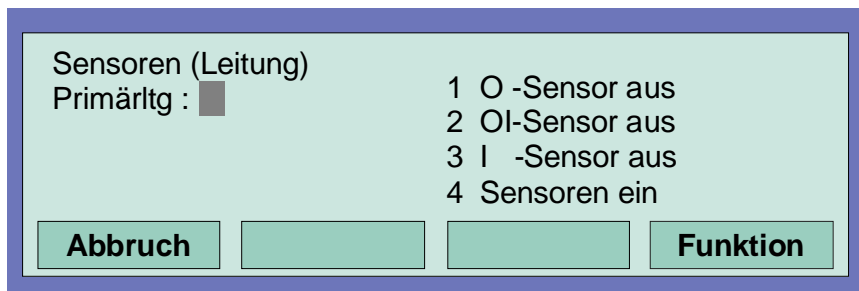 Sensoren (Leitung)
Primärltg :
1 O -Sensor aus
2 OI-Sensor aus
3 I -Sensor aus
4 Sensoren ein
Abbruch
Funktion